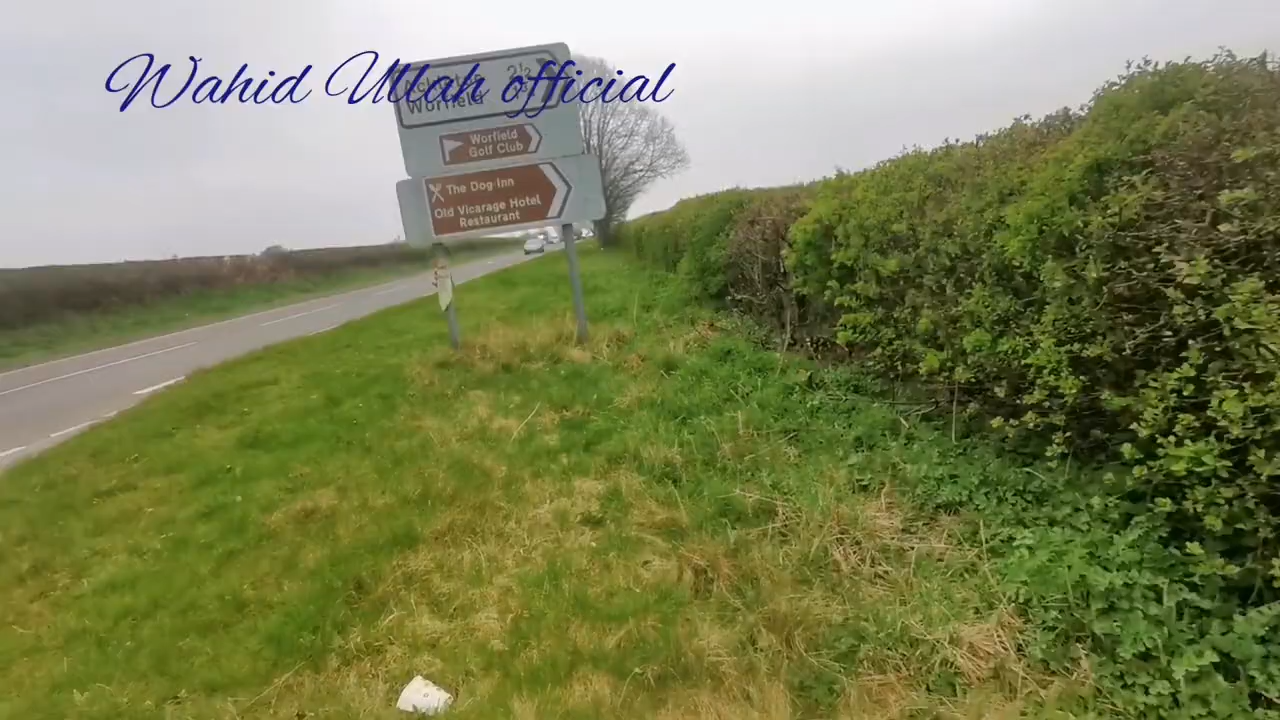 Wahid Ullah official
Worfield
Worfield
Golf Club
The Dog Inn
Old Vicarage Hotel
Restaurant